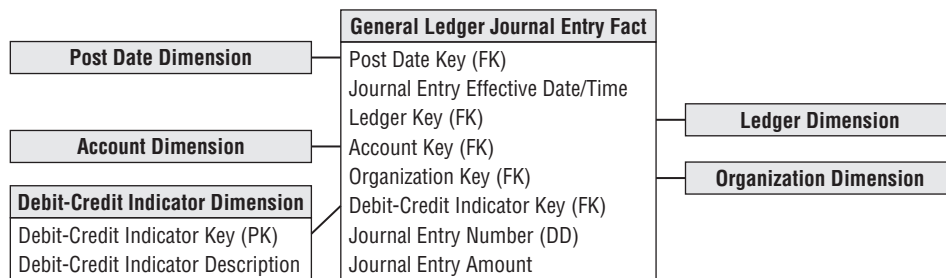 Post Date Dimension
Account Dimension
Debit-Credit Indicator Dimension
Debit-Credit Indicator Key (PK)
Debit-Credit Indicator Description
General Ledger Journal Entry Fact
Post Date Key (FK)
Journal Entry Effective Date/Time
Ledger Key (FK)
Account Key (FK)
Organization Key (FK)
Debit-Credit Indicator Key (FK)
Journal Entry Number (DD)
Journal Entry Amount
Ledger Dimension
Organization Dimension